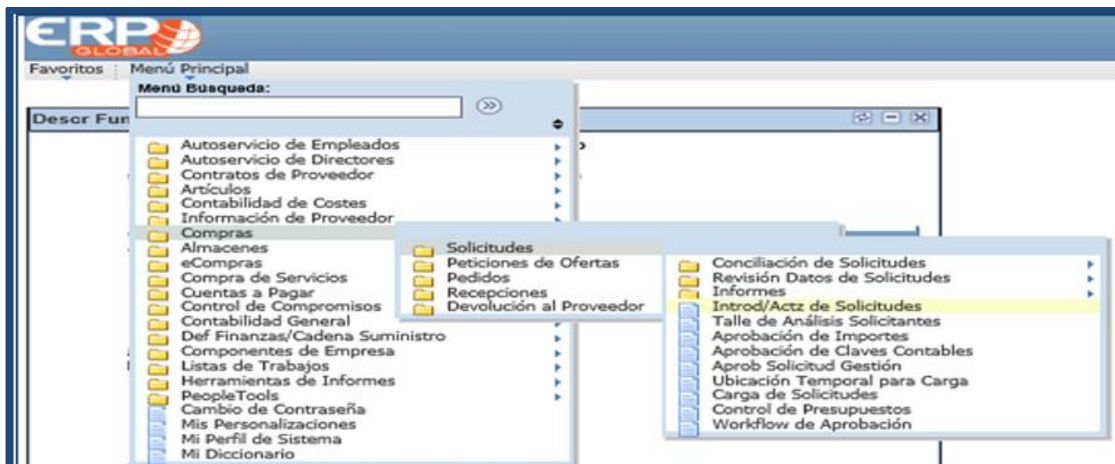 ERP
GLOBAL
Favoritos
Menú Principal
Menú Búsqueda:
Descr Fun
Autoservicio de Empleados
Autoservicio de Directores
Contratos de Proveedor
Artículos
Contabilidad de Costes
Información de Proveedor
Compras
Almacenes
eCompras
Compra de Servicios
Cuentas a Pagar
Control de Compromisos
Contabilidad General
Def Finanzas/Cadena Suministro
Componentes de Empresa
Listas de Trabajos
Herramientas de Informes
PeopleTools
Cambio de Contraseña
Mis Personalizaciones
Mi Perfil de Sistema
Mi Diccionario
Solicitudes
Peticiones de Ofertas
Pedidos
Recepciones
Devolución al Proveedor
Conciliación de Solicitudes
Revisión Datos de Solicitudes
Informes
Introd/Actz de Solicitudes
Talle de Análisis Solicitantes
Aprobación de Importes
Aprobación de Claves Contables
Aprob Solicitud Gestión
Ubicación Temporal para Carga
Carga de Solicitudes
Control de Presupuestos
Workflow de Aprobación